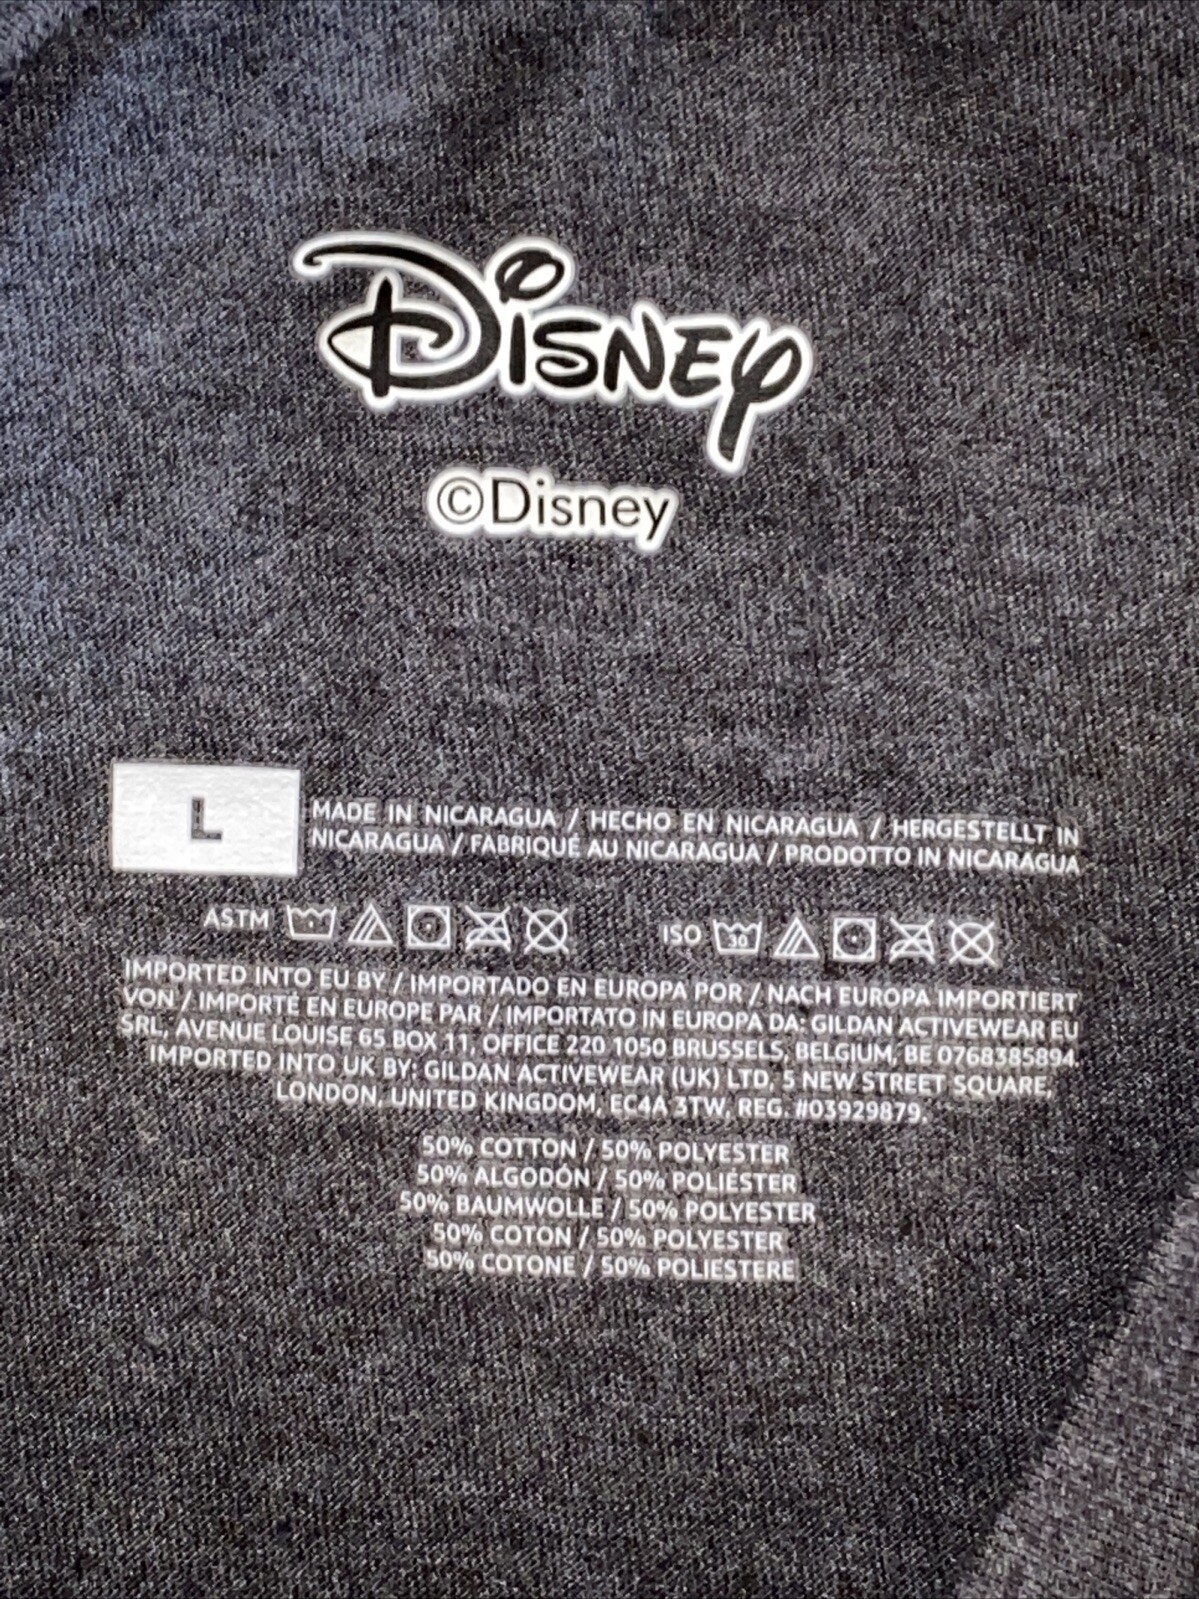 Disney
©Disney
L
MADE IN NICARAGUA / HECHO EN NICARAGUA / HERGESTELLT IN
NICARAGUA / FABRIQUÉ AU NICARAGUA / PRODOTTO IN NICARAGUA
ASTM
ISO 30
IMPORTED INTO EU BY / IMPORTADO EN EUROPA POR / NACH EUROPA IMPORTIERT
VON / IMPORTÉ EN EUROPE PAR / IMPORTATO IN EUROPA DA: GILDAN ACTIVEWEAR EU
SRL, AVENUE LOUISE 65 BOX 11, OFFICE 220 1050 BRUSSELS, BELGIUM, BE 0768385894.
IMPORTED INTO UK BY: GILDAN ACTIVEWEAR (UK) LTD, 5 NEW STREET SQUARE,
LONDON, UNITED KINGDOM, EC4A 3TW, REG. #03929879.
50% COTTON / 50% POLYESTER
50% ALGODÓN / 50% POLIÉSTER
50% BAUMWOLLE / 50% POLYESTER
50% COTON / 50% POLYESTER
50% COTONE / 50% POLIESTERE